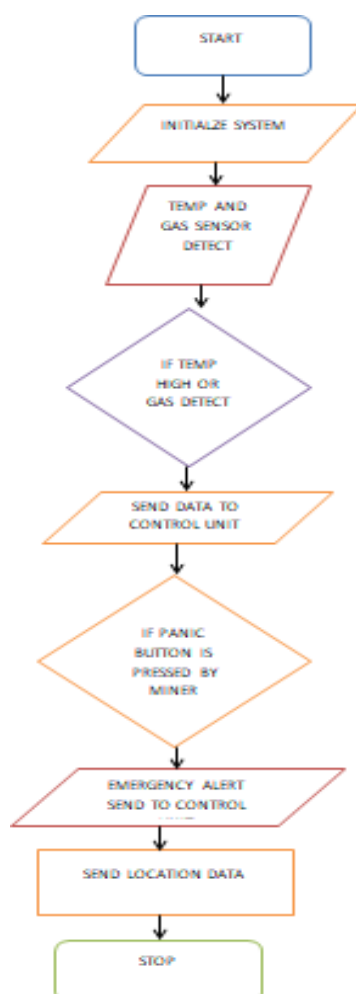 START
INITIALZE SYSTEM
TEMP AND
GAS SENSOR
DETECT
IF TEMP
HIGH OR
GAS DETECT
SEND DATA TO
CONTROL UNIT
IF PANIC
BUTTON IS
PRESSED BY
MINER
EMERGENCY ALERT
SEND TO CONTROL
SEND LOCATION DATA
STOP